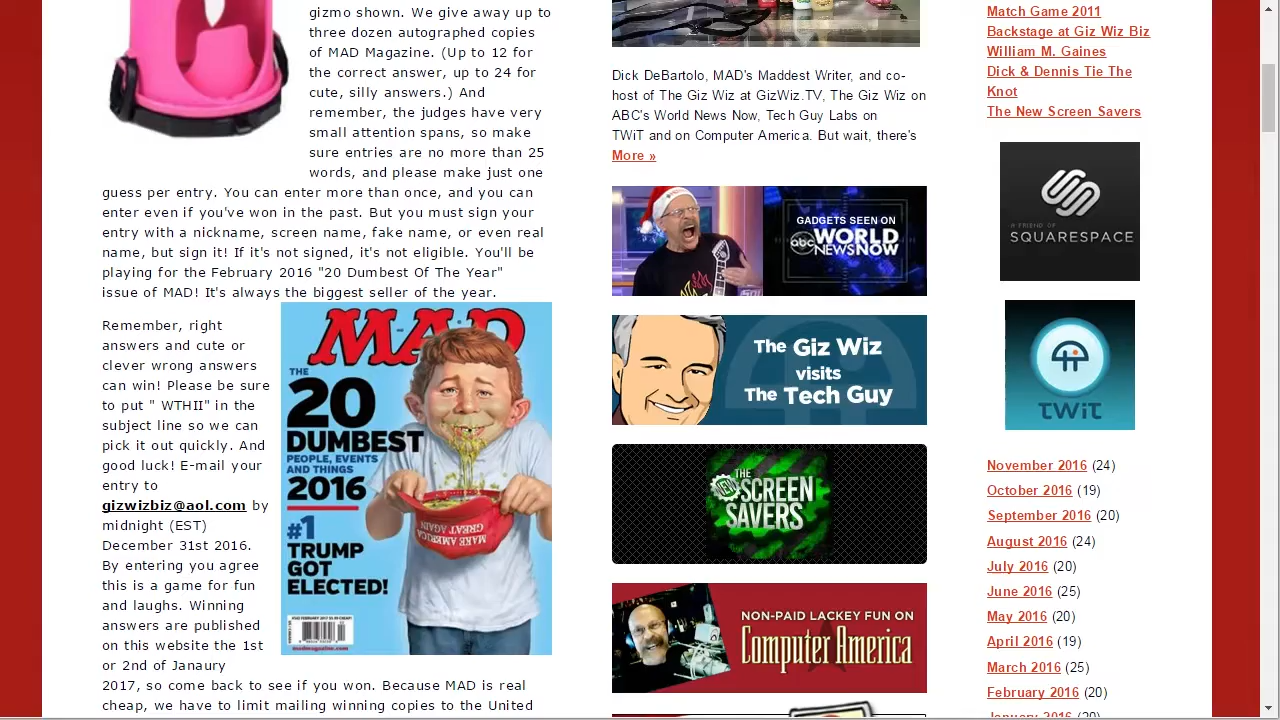 gizmo shown. We give away up to
three dozen autographed copies
of MAD Magazine. (Up to 12 for
the correct answer, up to 24 for
cute, silly answers.) And
remember, the judges have very
small attention spans, so make
sure entries are no more than 25
words, and please make just one
guess per entry. You can enter more than once, and you can
enter even if you've won in the past. But you must sign your
entry with a nickname, screen name, fake name, or even real
It's not signed, it's not eligible. You'll be
playing for the February 2016 "20 Dumbest Of The Year"
issue of MAD! It's always the biggest seller of the year.
Remember, right
answers and cute or
clever wrong answers
can win! Please be sure
to put " WTHII" in the
subject line so we can
pick it out quickly. And
good luck! E-mail your
entry to
gizwizbiz@aol.com by
midnight (EST)
December 31st 2016.
By entering you agree
this is a game for fun
and laughs. Winning
answers are published
on this website the 1st
or 2nd of Janaury
2017, so come back to see if you won. Because MAD is real
cheap, we have to limit mailing winning copies to the United
MAD
THE
20
DUMBEST
PEOPLE, EVENTS
AND THINGS
2016
#1
TRUMP
GOT
ELECTED!
MAKE AMERICA
GREAT AGAIN
madmagazine.com
Dick DeBartolo, MAD's Maddest Writer, and co-
host of The Giz Wiz at GizWiz.TV, The Giz Wiz on
ABC's World News Now, Tech Guy Labs on
TWiT and on Computer America. But wait, there's
More »
GADGETS SEEN ON
abc WORLD
NEWS NOW
The Giz Wiz
visits
The Tech Guy
THE
NEW SCREEN
SAVERS
NON-PAID LACKEY FUN ON
Computer America
Match Game 2011
Backstage at Giz Wiz Biz
William M. Gaines
Dick & Dennis Tie The
Knot
The New Screen Savers
A FRIEND OF
SQUARESPACE
TWiT
November 2016 (24)
October 2016 (19)
September 2016 (20)
August 2016 (24)
July 2016 (20)
June 2016 (25)
May 2016 (20)
April 2016 (19)
March 2016 (25)
February 2016 (20)
January 2016 (20)